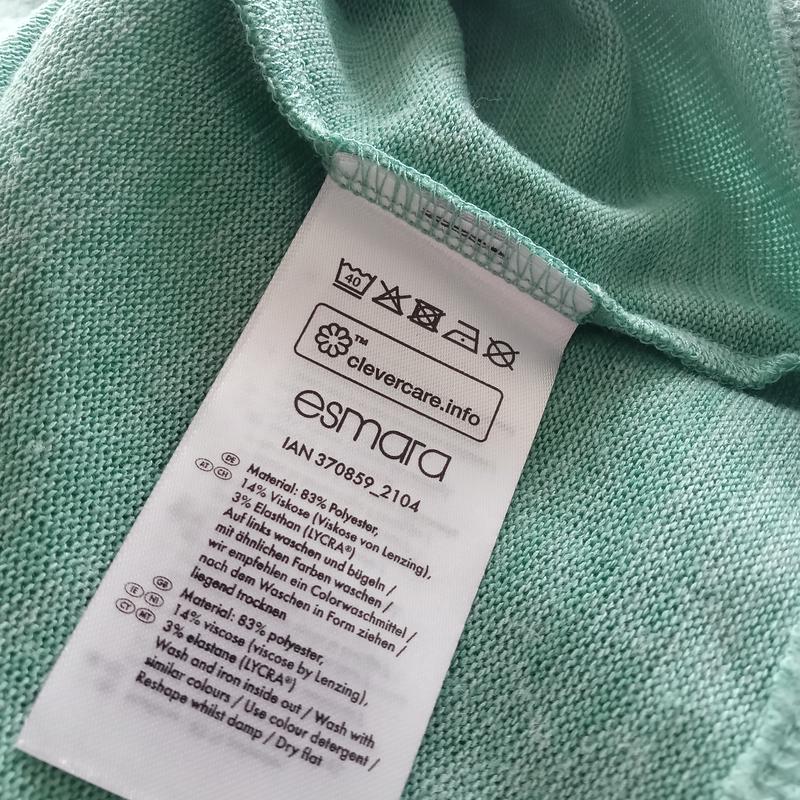 40
™
clevercare.info
esmara
IAN 370859_2104
DE
AT CH
Material: 83% Polyester,
14% Viskose (Viskose von Lenzing),
3% Elasthan (LYCRA®)
Auf links waschen und bügeln /
mit ähnlichen Farben waschen /
wir empfehlen ein Colorwaschmittel /
nach dem Waschen in Form ziehen /
liegend trocknen
GB
IE NI
CY MT
Material: 83% polyester,
14% viscose (viscose by Lenzing),
3% elastane (LYCRA®)
Wash and iron inside out / Wash with
similar colours / Use colour detergent /
Reshape whilst damp / Dry flat